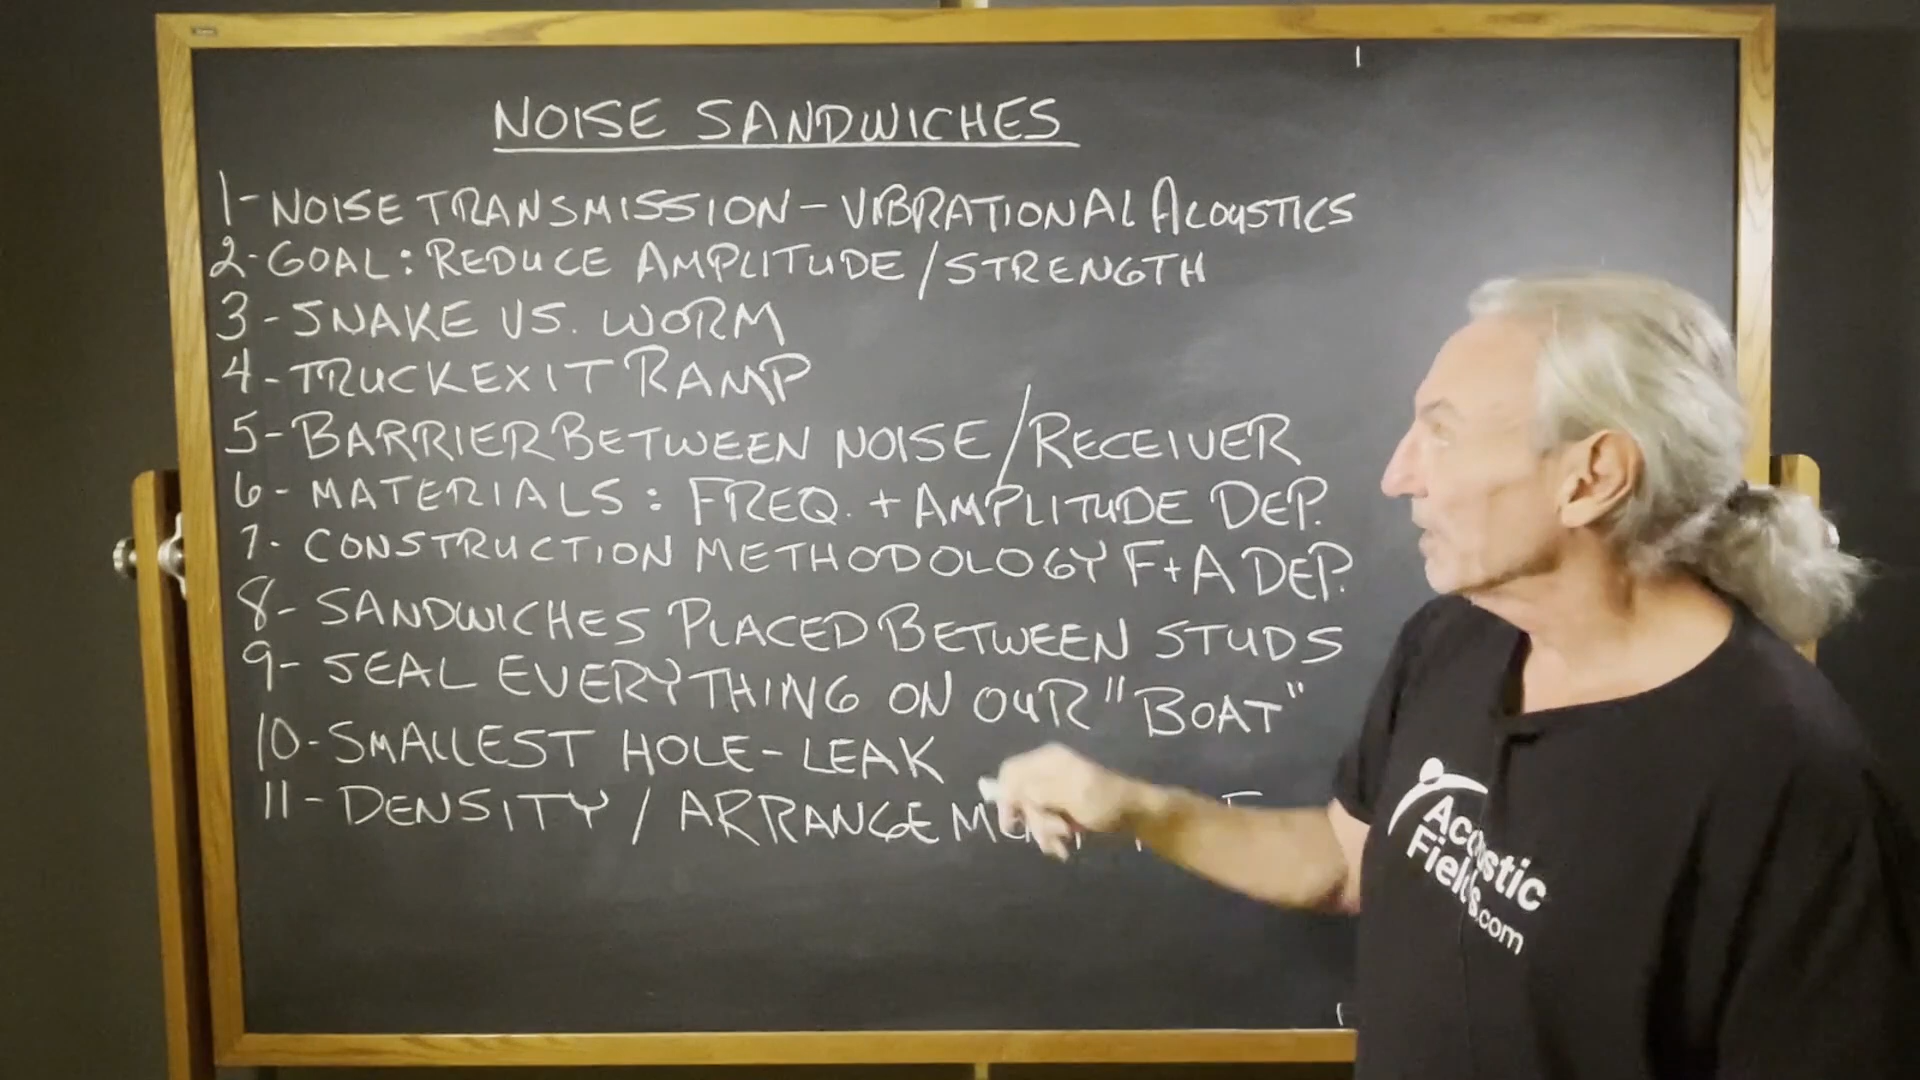 NOISE SANDWICHES
1-NOISE TRANSMISSION-VIBRATIONAL ACOUSTICS
2-GOAL: REDUCE AMPLITUDE/STRENGTH
3-SNAKE VS. WORM
4-TRUCK EXIT RAMP
5-BARRIER BETWEEN NOISE/RECEIVER
6-MATERIALS: FREQ. + AMPLITUDE DEP.
7-CONSTRUCTION METHODOLOGY F+A DEP.
8-SANDWICHES PLACED BETWEEN STUDS
9-SEAL EVERYTHING ON OUR "BOAT"
10-SMALLEST HOLE-LEAK
11-DENSITY/
Acoustic
Fields.com